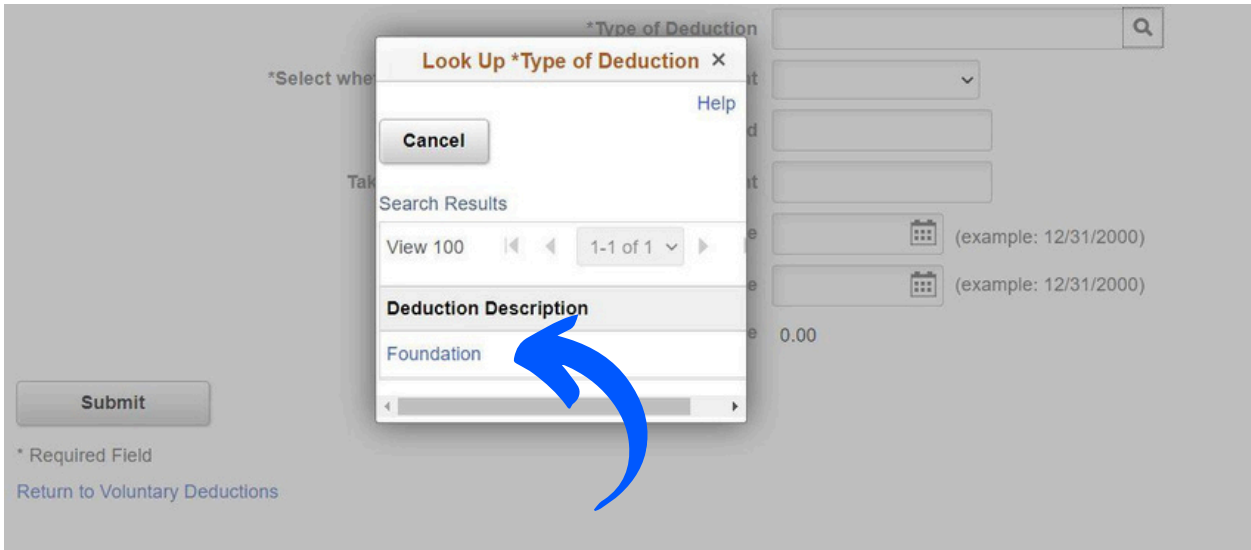 *Type of Deduction
Look Up *Type of Deduction ×
*Select whe
nt
Help
d
Cancel
Tak
nt
Search Results
View 100 1-1 of 1
e
(example: 12/31/2000)
e
(example: 12/31/2000)
Deduction Description
e 0.00
Foundation
Submit
* Required Field
Return to Voluntary Deductions